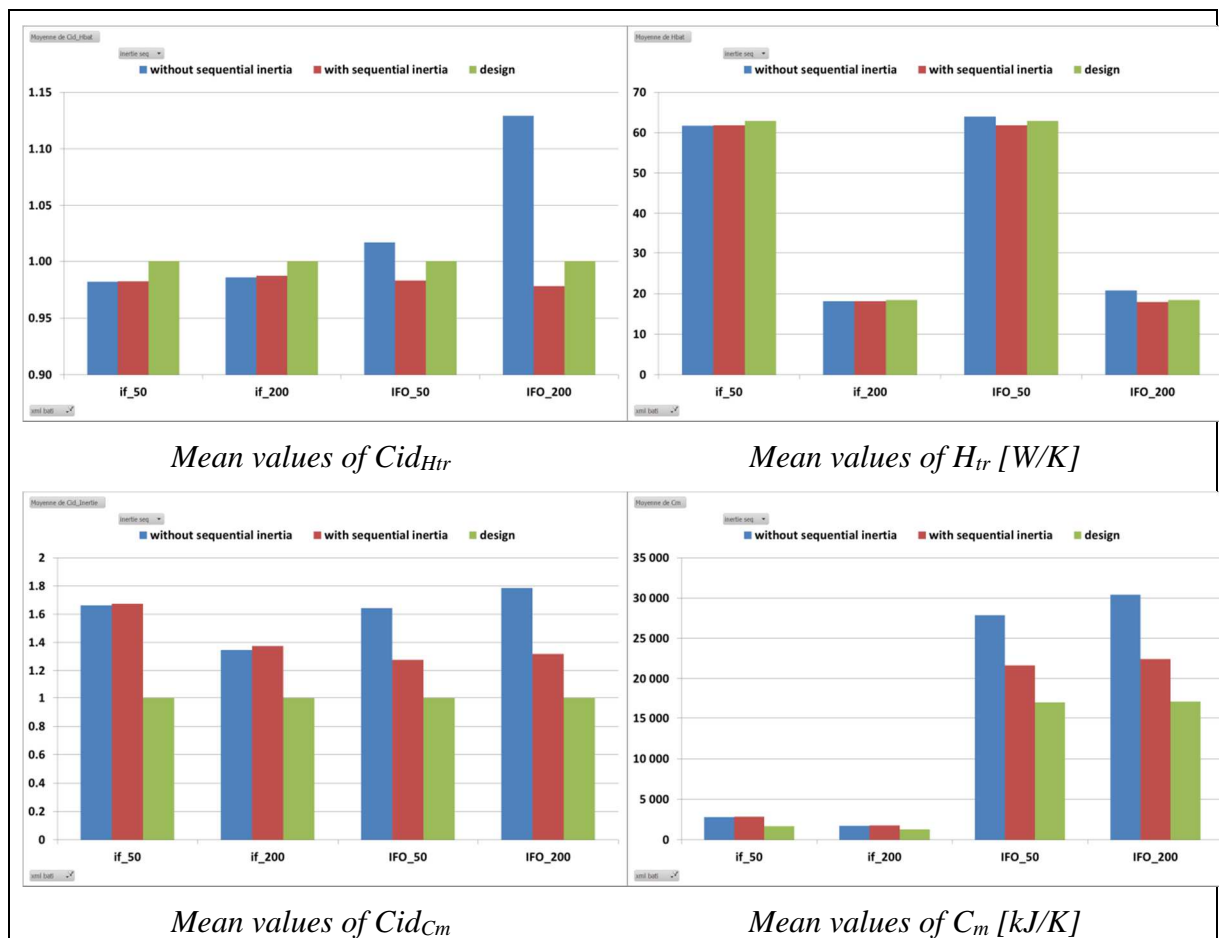 Moyenne de Cid_Hbat
inertie seq
without sequential inertia with sequential inertia design
1.15
1.10
1.05
1.00
0.95
0.90
if_50 if_200 IFO_50 IFO_200
xml bati
Mean values of CidHtr
Moyenne de Hbat
inertie seq
without sequential inertia with sequential inertia design
70
60
50
40
30
20
10
0
if_50 if_200 IFO_50 IFO_200
xml bati
Mean values of Htr [W/K]
Moyenne de Cid_Inertie
inertie seq
without sequential inertia with sequential inertia design
2
1.8
1.6
1.4
1.2
1
0.8
0.6
0.4
0.2
0
if_50 if_200 IFO_50 IFO_200
xml bati
Mean values of CidCm
Moyenne de Cm
inertie seq
without sequential inertia with sequential inertia design
35 000
30 000
25 000
20 000
15 000
10 000
5 000
0
if_50 if_200 IFO_50 IFO_200
xml bati
Mean values of Cm [kJ/K]